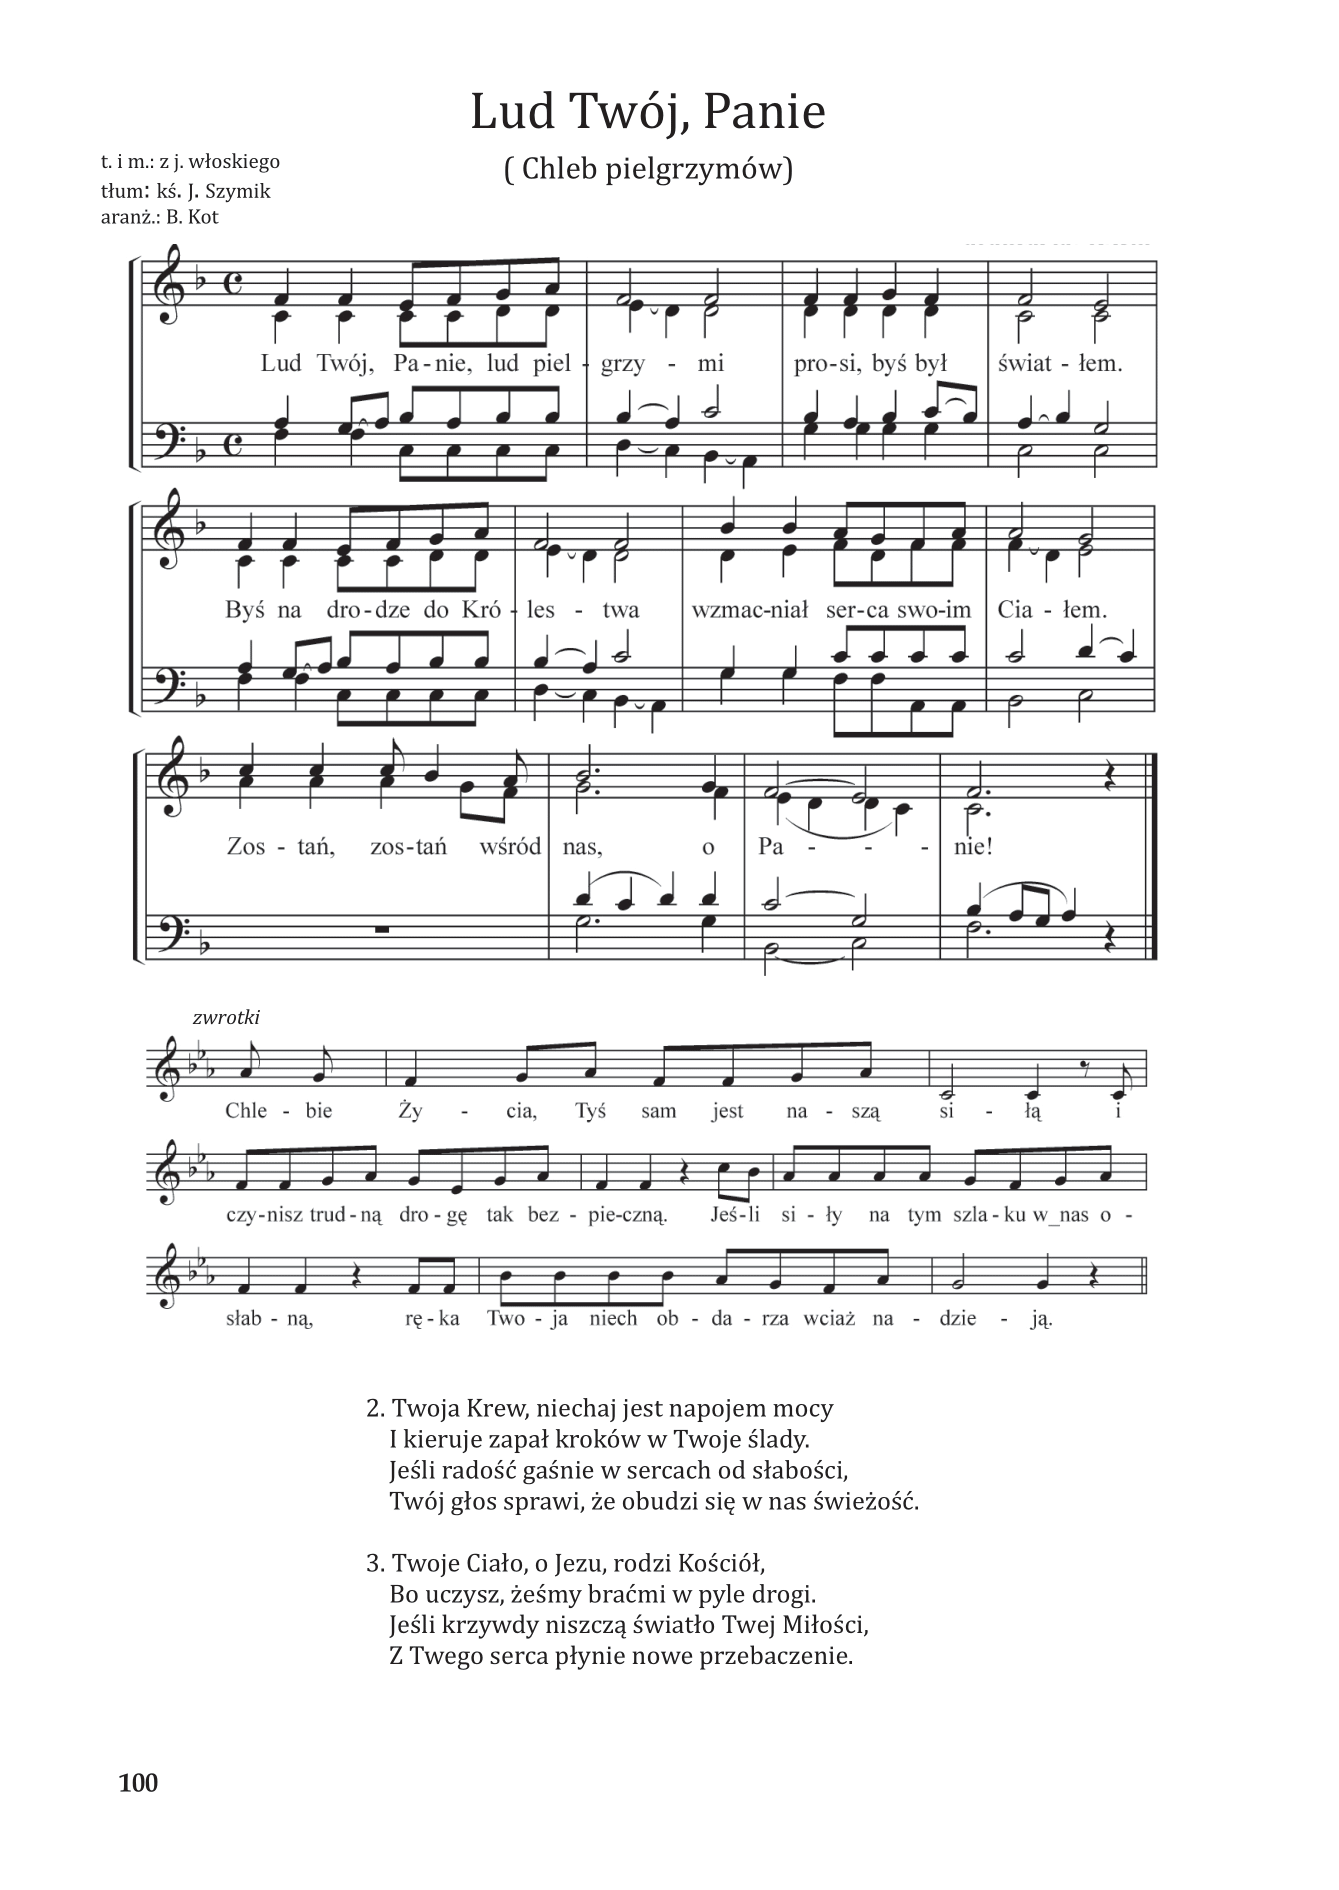 Lud Twój, Panie
( Chleb pielgrzymów)
t. i m.: z j. włoskiego
tłum: kś. J. Szymik
aranż.: B. Kot
Lud Twój, Pa - nie, lud piel - grzy - mi pro - si, byś był świat - łem.
Byś na dro - dze do Kró - les - twa wzmac - niał ser - ca swo - im Cia - łem.
Zos - tań, zos - tań wśród nas, o Pa - - - nie!
zwrotki
Chle - bie Ży - cia, Tyś sam jest na - szą si - łą i
czy - nisz trud - ną dro - gę tak bez - pie - czną. Jeś - li si - ły na tym szla - ku w_nas o -
słab - ną, rę - ka Two - ja niech ob - da - rza wciaż na - dzie - ją.
2. Twoja Krew, niechaj jest napojem mocy
I kieruje zapał kroków w Twoje ślady.
Jeśli radość gaśnie w sercach od słabości,
Twój głos sprawi, że obudzi się w nas świeżość.
3. Twoje Ciało, o Jezu, rodzi Kościół,
Bo uczysz, żeśmy braćmi w pyle drogi.
Jeśli krzywdy niszczą światło Twej Miłości,
Z Twego serca płynie nowe przebaczenie.
100